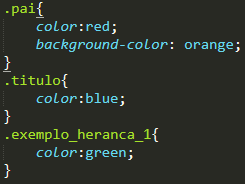 .pai{
    color:red;
    background-color: orange;
}
.titulo{
    color:blue;
}
.exemplo_heranca_1{
    color:green;
}